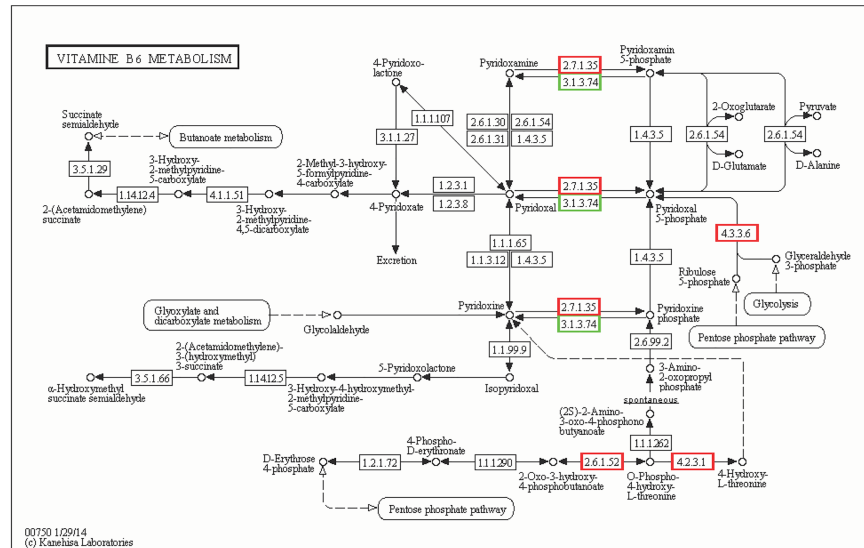 VITAMINE B6 METABOLISM
4-Pyridoxo-
lactone
Pyridoxamine
2.7.1.35
3.1.3.74
Pyridoxamin
5-phosphate
Succinate
semialdehyde
Butanoate metabolism
1.1.1.107
2.6.1.30
2.6.1.54
2.6.1.31
1.4.3.5
1.4.3.5
2-Oxoglutarate
Pyruvate
2.6.1.54
2.6.1.54
D-Glutamate
D-Alanine
3.1.1.27
3.5.1.29
3-Hydroxy-
2-methylpyridine-
5-carboxylate
2-Methyl-3-hydroxy-
5-formylpyridine-
4-carboxylate
1.14.12.4
4.1.1.51
1.2.3.1
1.2.3.8
2.7.1.35
3.1.3.74
2-(Acetamidomethylene)
succinate
3-Hydroxy-
2-methylpyridine-
4,5-dicarboxylate
4-Pyridoxate
Pyridoxal
Pyridoxal
5-phosphate
4.3.3.6
Excretion
1.1.1.65
1.1.3.12
1.4.3.5
1.4.3.5
Glyceraldehyde
3-phosphate
Ribulose
5-phosphate
Glycolysis
Pentose phosphate pathway
Glyoxylate and
dicarboxylate metabolism
Glycolaldehyde
Pyridoxine
2.7.1.35
3.1.3.74
Pyridoxine
phosphate
1.1.99.9
2.6.99.2
2-(Acetamidomethylene)-
3-(hydroxymethyl)
3-succinate
5-Pyridoxolactone
3.5.1.66
1.14.12.5
Isopyridoxal
α-Hydroxymethyl
succinate semialdehyde
3-Hydroxy-4-hydroxymethyl-
2-methylpyridine-
5-carboxylate
3-Amino-
2-oxopropyl
phosphate
spontaneous
(2S)-2-Amino-
3-oxo-4-phosphono
butyanoate
1.1.1.262
D-Erythrose
4-phosphate
4-Phospho-
D-erythronate
1.2.1.72
1.1.1.290
2.6.1.52
4.2.3.1
2-Oxo-3-hydroxy-
4-phosphobutanoate
O-Phospho-
4-hydroxy-
L-threonine
4-Hydroxy-
L-threonine
Pentose phosphate pathway
00750 1/29/14
(c) Kanehisa Laboratories